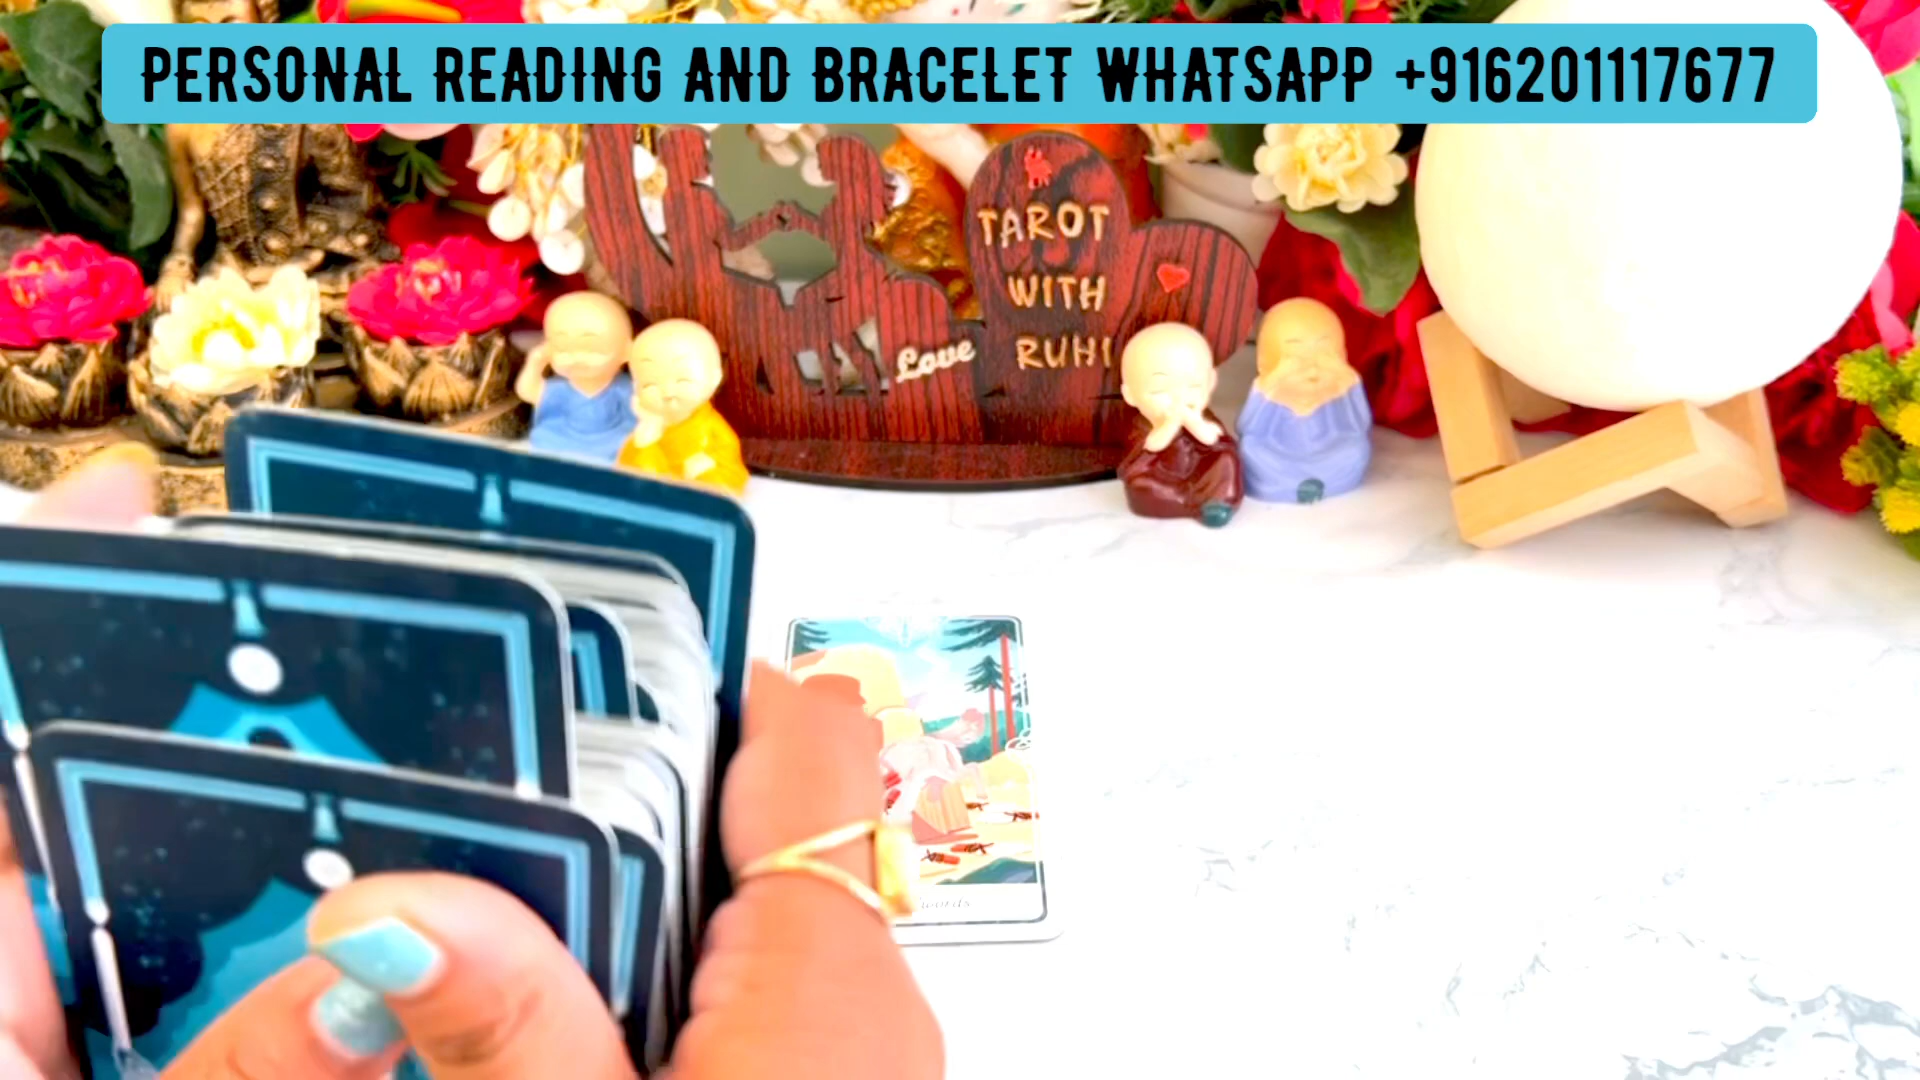 PERSONAL READING AND BRACELET WHATSAPP +916201117677
TAROT
WITH
RUHI
Love